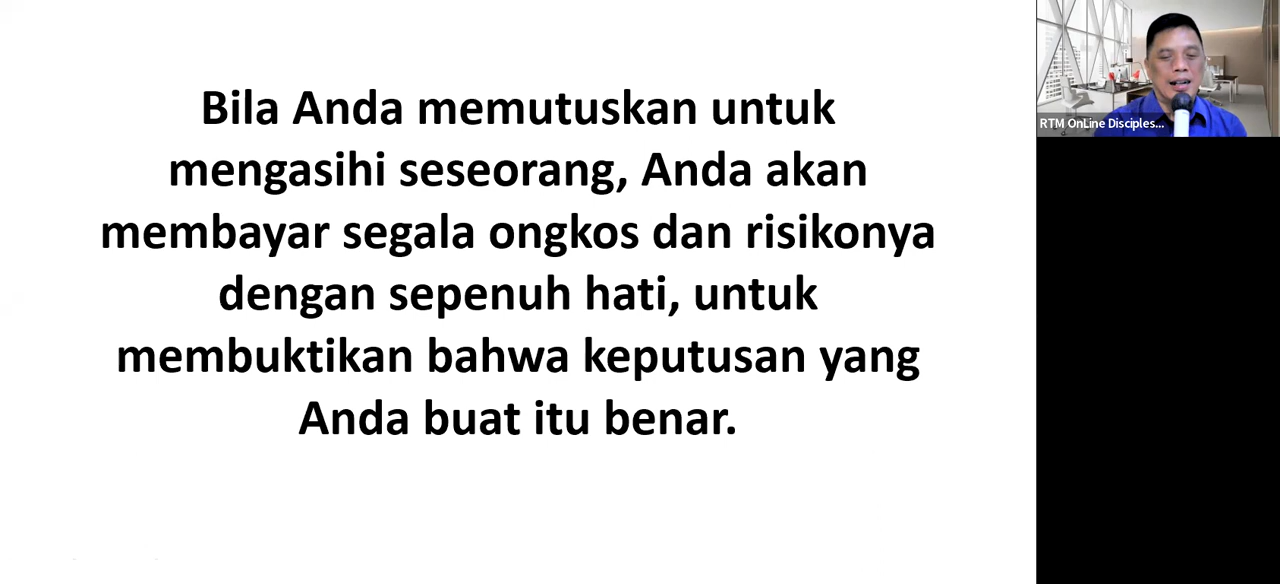 Bila Anda memutuskan untuk
mengasihi seseorang, Anda akan
membayar segala ongkos dan risikonya
dengan sepenuh hati, untuk
membuktikan bahwa keputusan yang
Anda buat itu benar.
RTM OnLine Disciples...